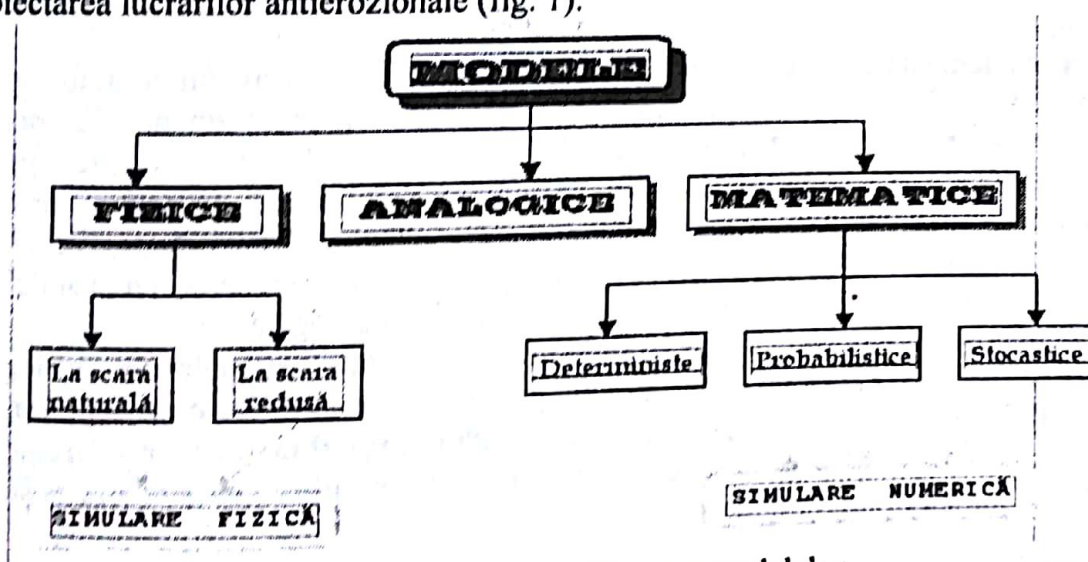 lucrărilor antierozionale (fig. 1).
MODELE
FIZICE
ANALOGICE
MATEMATICE
La scara
naturală
La scara
redusă
Deterministe
Probabilistice
Stocastice
SIMULARE FIZICĂ
SIMULARE NUMERICĂ